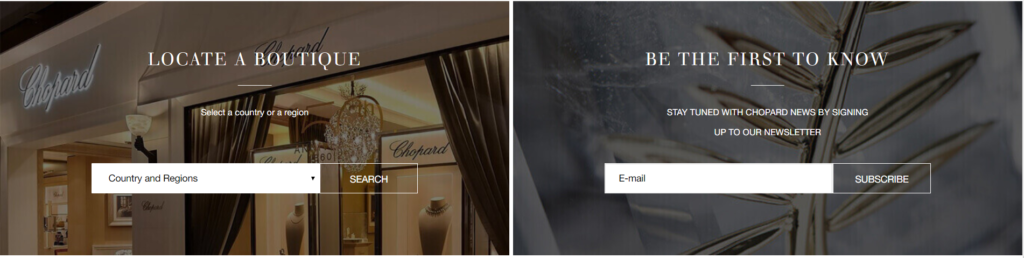 LOCATE A BOUTIQUE
Select a country or a region
Country and Regions
SEARCH
Chopard
Chopard
Chopard
Chopard
BE THE FIRST TO KNOW
STAY TUNED WITH CHOPARD NEWS BY SIGNING
UP TO OUR NEWSLETTER
E-mail
SUBSCRIBE